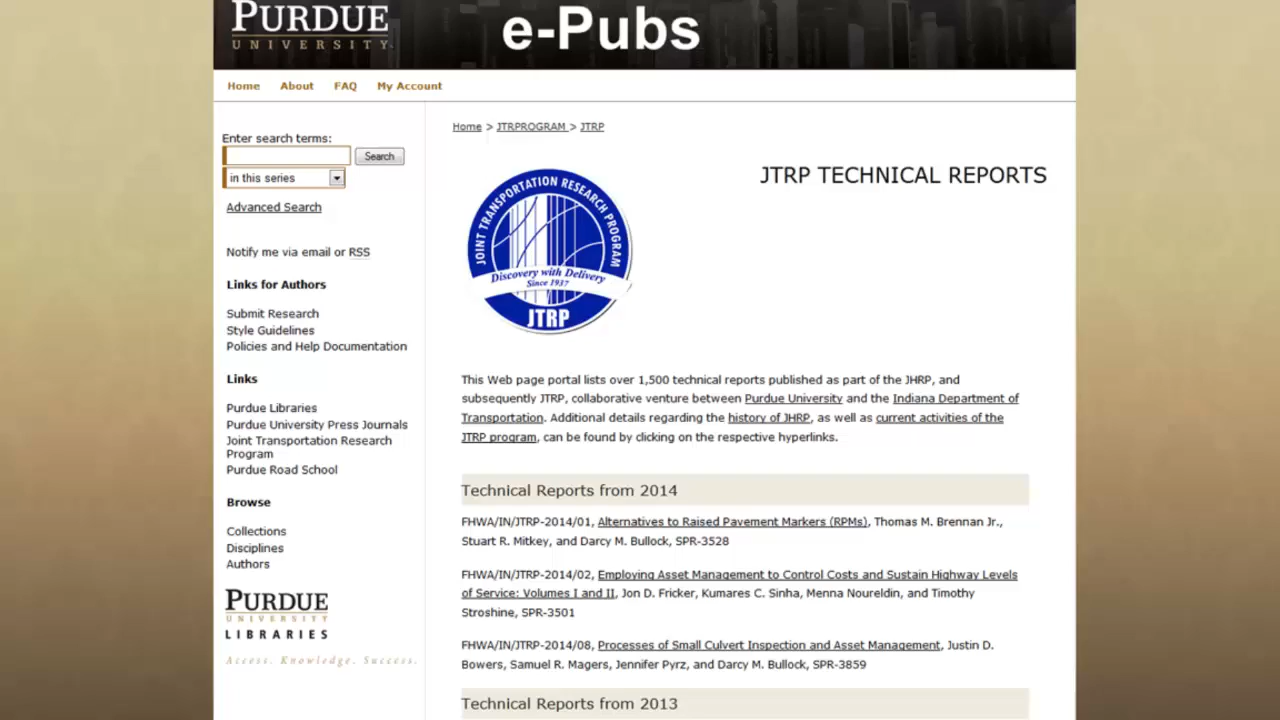 PURDUE
UNIVERSITY
e-Pubs
Home About FAQ My Account
Enter search terms:
Search
in this series
Advanced Search
Notify me via email or RSS
Links for Authors
Submit Research
Style Guidelines
Policies and Help Documentation
Links
Purdue Libraries
Purdue University Press Journals
Joint Transportation Research
Program
Purdue Road School
Browse
Collections
Disciplines
Authors
PURDUE
UNIVERSITY
LIBRARIES
Access. Knowledge. Success.
Home > JTRPROGRAM > JTRP
JOINT TRANSPORTATION RESEARCH PROGRAM
Discovery with Delivery
Since 1937
JTRP
JTRP TECHNICAL REPORTS
This Web page portal lists over 1,500 technical reports published as part of the JHRP, and
subsequently JTRP, collaborative venture between Purdue University and the Indiana Department of
Transportation. Additional details regarding the history of JHRP, as well as current activities of the
JTRP program, can be found by clicking on the respective hyperlinks.
Technical Reports from 2014
FHWA/IN/JTRP-2014/01, Alternatives to Raised Pavement Markers (RPMs), Thomas M. Brennan Jr.,
Stuart R. Mitkey, and Darcy M. Bullock, SPR-3528
FHWA/IN/JTRP-2014/02, Employing Asset Management to Control Costs and Sustain Highway Levels
of Service: Volumes I and II, Jon D. Fricker, Kumares C. Sinha, Menna Noureldin, and Timothy
Stroshine, SPR-3501
FHWA/IN/JTRP-2014/08, Processes of Small Culvert Inspection and Asset Management, Justin D.
Bowers, Samuel R. Magers, Jennifer Pyrz, and Darcy M. Bullock, SPR-3859
Technical Reports from 2013